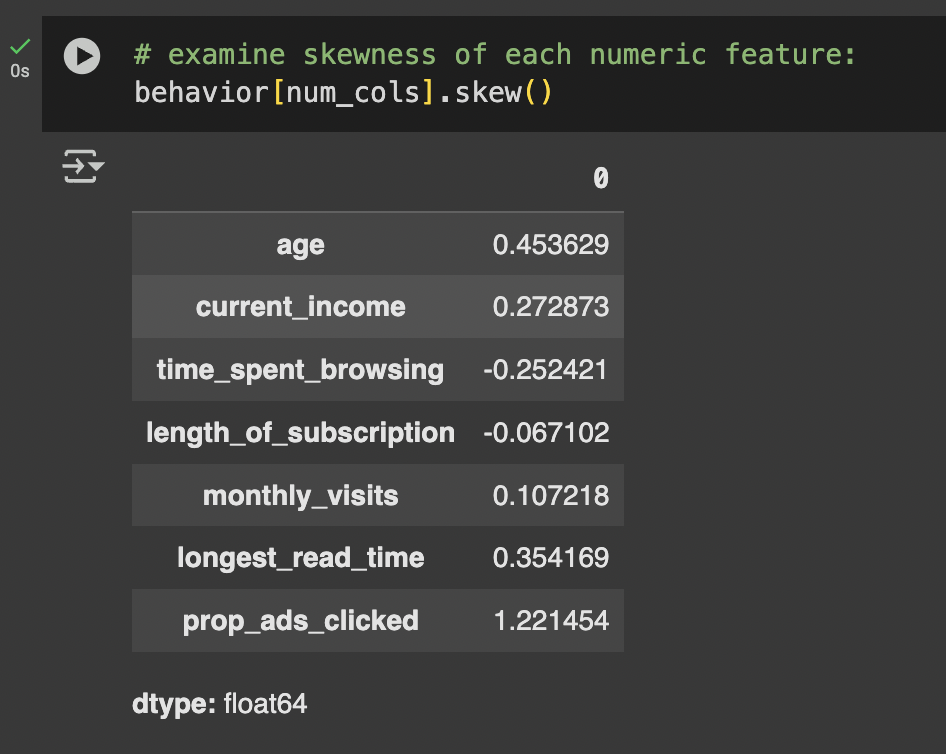 # examine skewness of each numeric feature:
0s
behavior[num_cols].skew()
0
age 0.453629
current_income 0.272873
time_spent_browsing -0.252421
length_of_subscription -0.067102
monthly_visits 0.107218
longest_read_time 0.354169
prop_ads_clicked 1.221454
dtype: float64